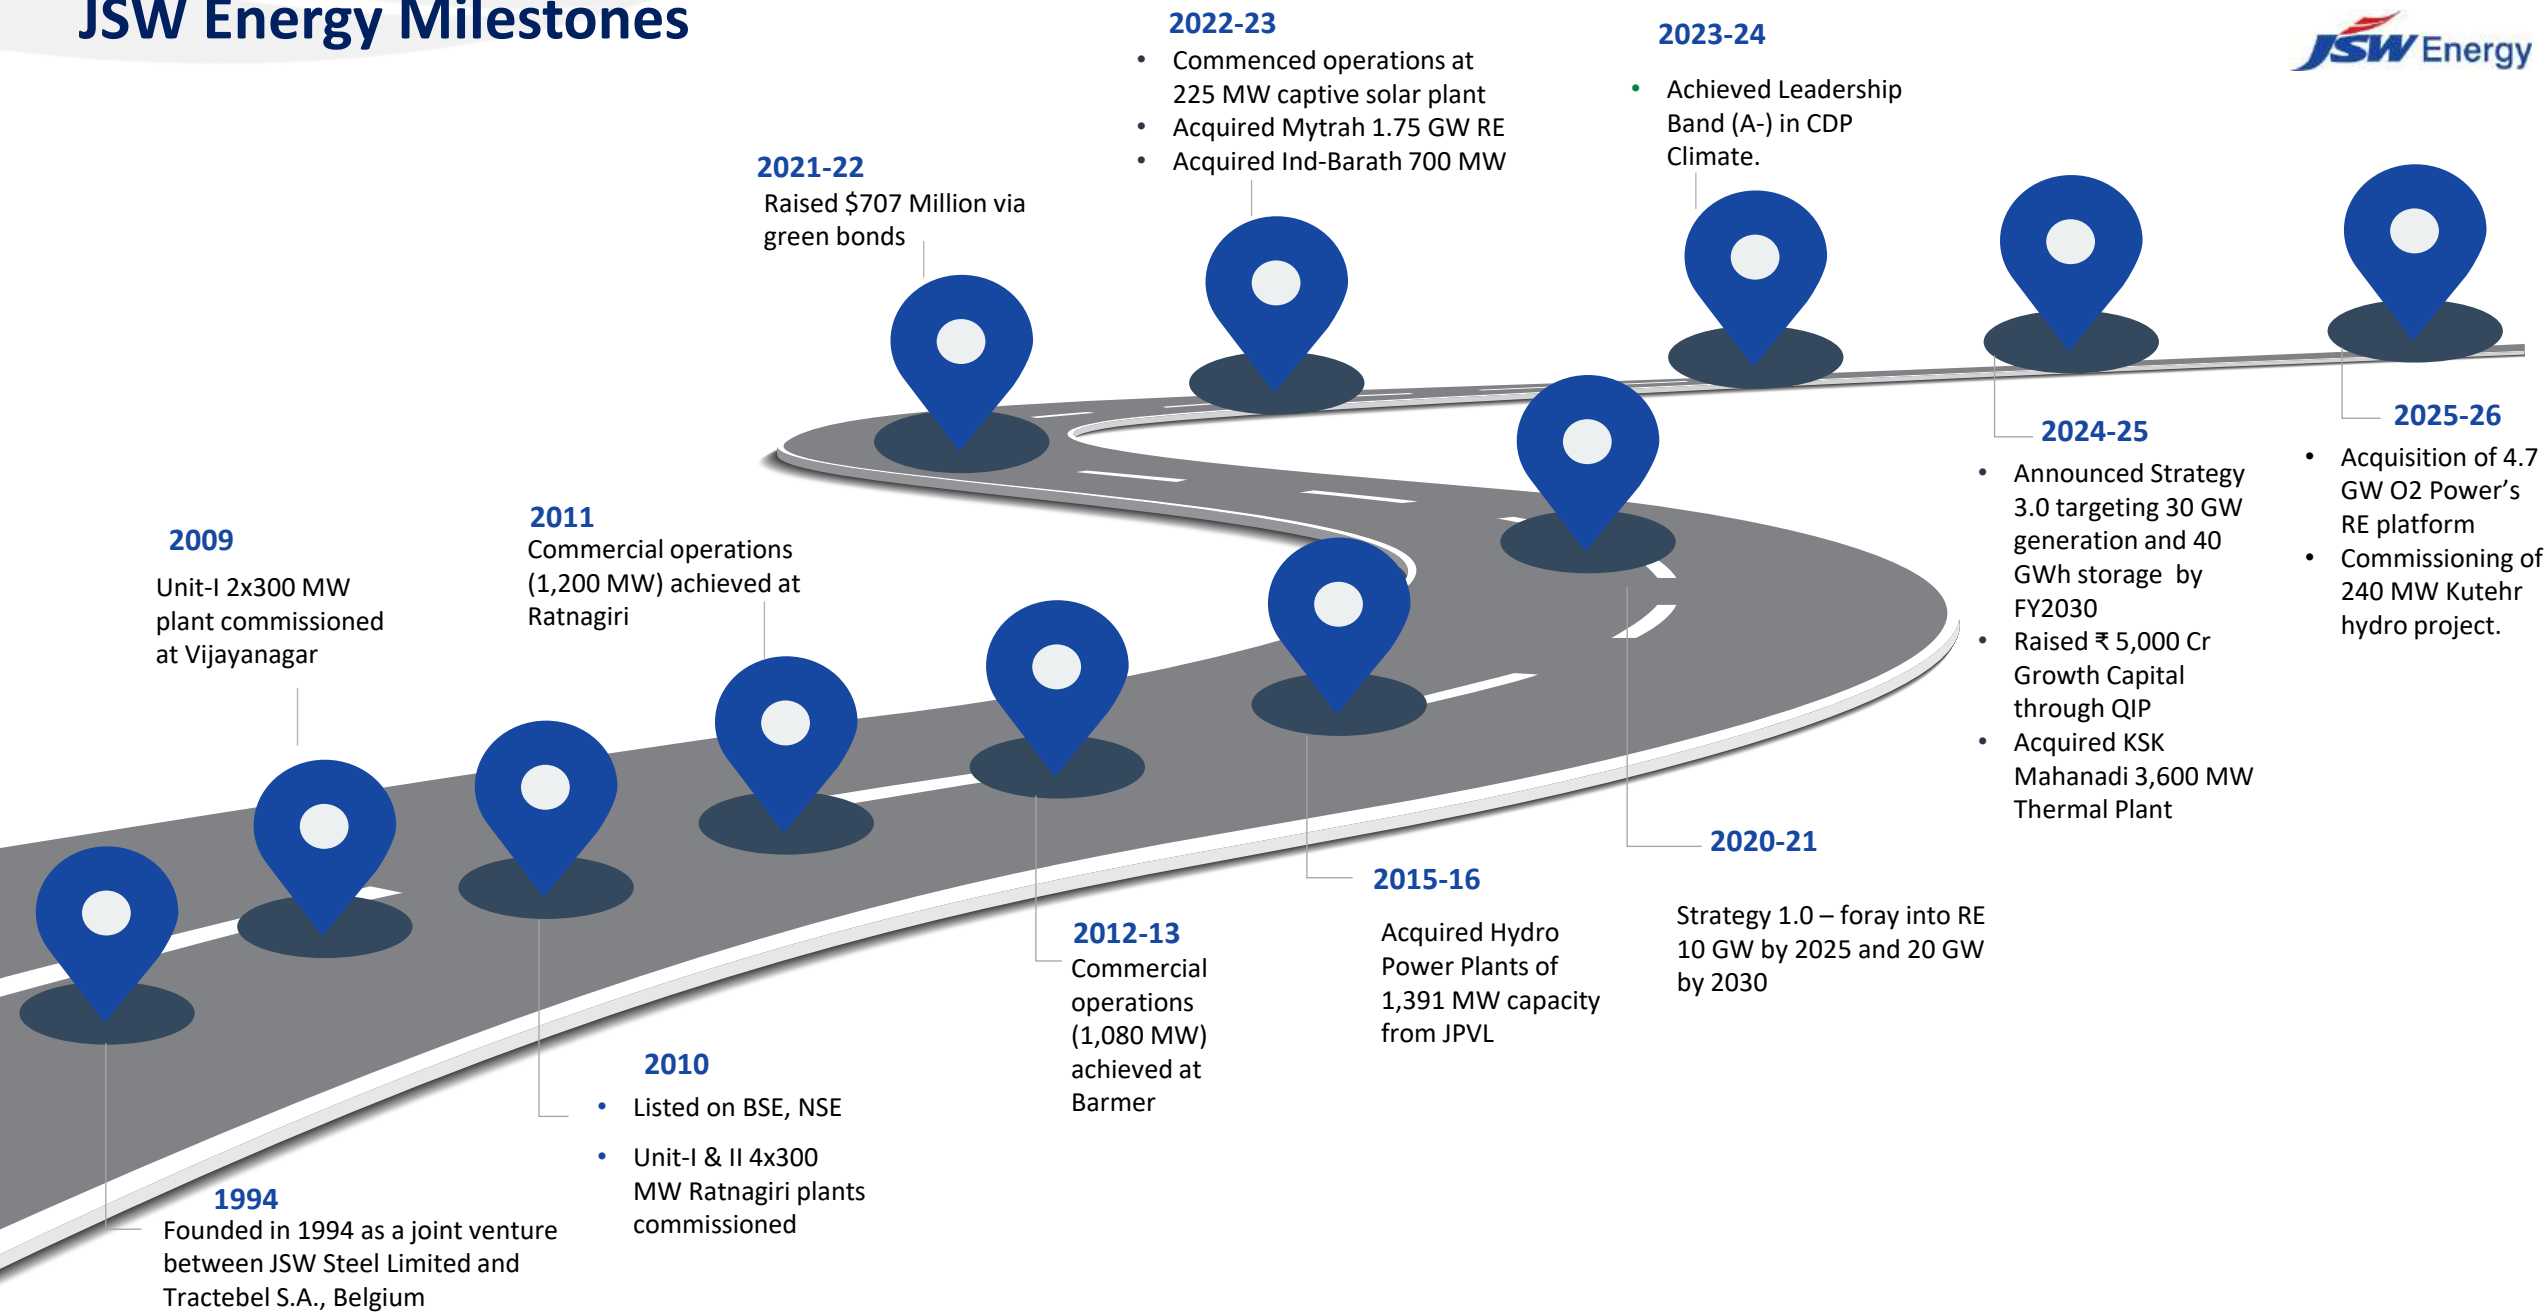 JSW Energy Milestones
JSW Energy
1994
Founded in 1994 as a joint venture
between JSW Steel Limited and
Tractebel S.A., Belgium
2009
Unit-I 2x300 MW
plant commissioned
at Vijayanagar
2010
• Listed on BSE, NSE
• Unit-I & II 4x300
MW Ratnagiri plants
commissioned
2011
Commercial operations
(1,200 MW) achieved at
Ratnagiri
2012-13
Commercial
operations
(1,080 MW)
achieved at
Barmer
2015-16
Acquired Hydro
Power Plants of
1,391 MW capacity
from JPVL
2020-21
Strategy 1.0 – foray into RE
10 GW by 2025 and 20 GW
by 2030
2021-22
Raised $707 Million via
green bonds
2022-23
• Commenced operations at
225 MW captive solar plant
• Acquired Mytrah 1.75 GW RE
• Acquired Ind-Barath 700 MW
2023-24
• Achieved Leadership
Band (A-) in CDP
Climate.
2024-25
• Announced Strategy
3.0 targeting 30 GW
generation and 40
GWh storage by
FY2030
• Raised ₹ 5,000 Cr
Growth Capital
through QIP
• Acquired KSK
Mahanadi 3,600 MW
Thermal Plant
2025-26
• Acquisition of 4.7
GW O2 Power’s
RE platform
• Commissioning of
240 MW Kutehr
hydro project.